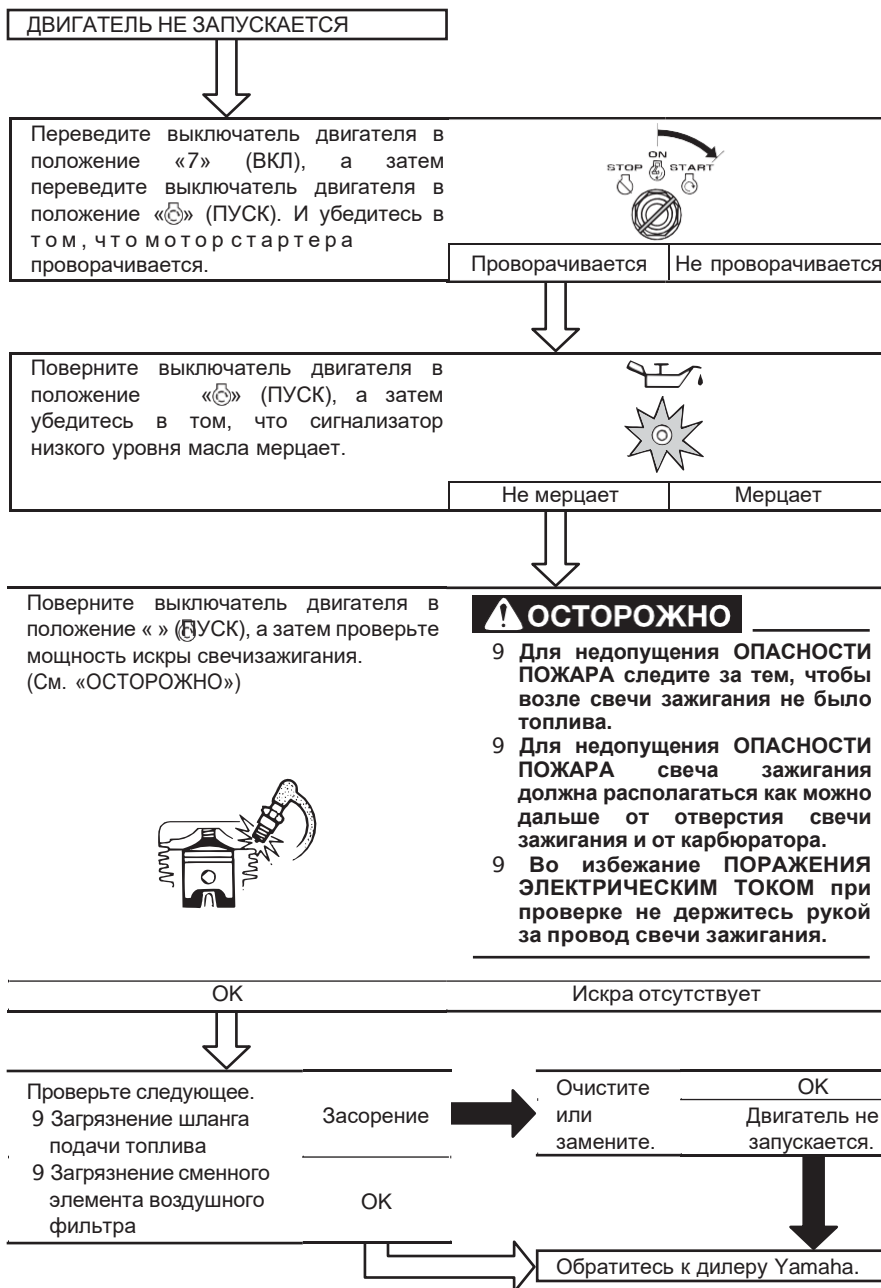 ДВИГАТЕЛЬ НЕ ЗАПУСКАЕТСЯ
Переведите выключатель двигателя в
положение «7» (ВКЛ), а затем
переведите выключатель двигателя в
положение «» (ПУСК). И убедитесь в
том, что мотор стартера
проворачивается.
ON
STOP START
Проворачивается Не проворачивается
Поверните выключатель двигателя в
положение «» (ПУСК), а затем
убедитесь в том, что сигнализатор
низкого уровня масла мерцает.
Не мерцает Мерцает
Поверните выключатель двигателя в
положение « » (ПУСК), а затем проверьте
мощность искры свечизажигания.
(См. «ОСТОРОЖНО»)
ОСТОРОЖНО
9 Для недопущения ОПАСНОСТИ
ПОЖАРА следите за тем, чтобы
возле свечи зажигания не было
топлива.
9 Для недопущения ОПАСНОСТИ
ПОЖАРА свеча зажигания
должна располагаться как можно
дальше от отверстия свечи
зажигания и от карбюратора.
9 Во избежание ПОРАЖЕНИЯ
ЭЛЕКТРИЧЕСКИМ ТОКОМ при
проверке не держитесь рукой
за провод свечи зажигания.
OK Искра отсутствует
Проверьте следующее.
9 Загрязнение шланга
подачи топлива
9 Загрязнение сменного
элемента воздушного
фильтра
Засорение
OK
Очистите
или
замените.
OK
Двигатель не
запускается.
Обратитесь к дилеру Yamaha.